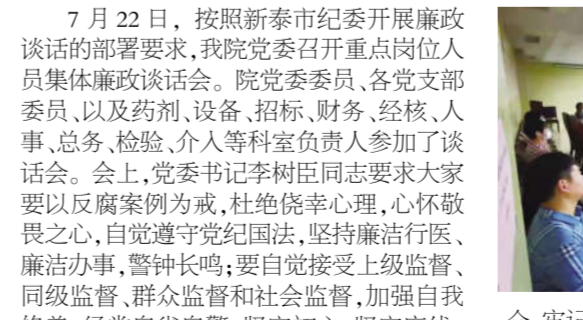 7 月 22 日，按照新泰市纪委开展廉政
谈话的部署要求,我院党委召开重点岗位人
员集体廉政谈话会。院党委委员、各党支部
委员、以及药剂、设备、招标、财务、经核、人
事、总务、检验、介入等科室负责人参加了谈
话会。会上,党委书记李树臣同志要求大家
要以反腐案例为戒,杜绝侥幸心理,心怀敬
畏之心,自觉遵守党纪国法,坚持廉洁行医、
廉洁办事,警钟长鸣;要自觉接受上级监督、
同级监督、群众监督和社会监督,加强自我